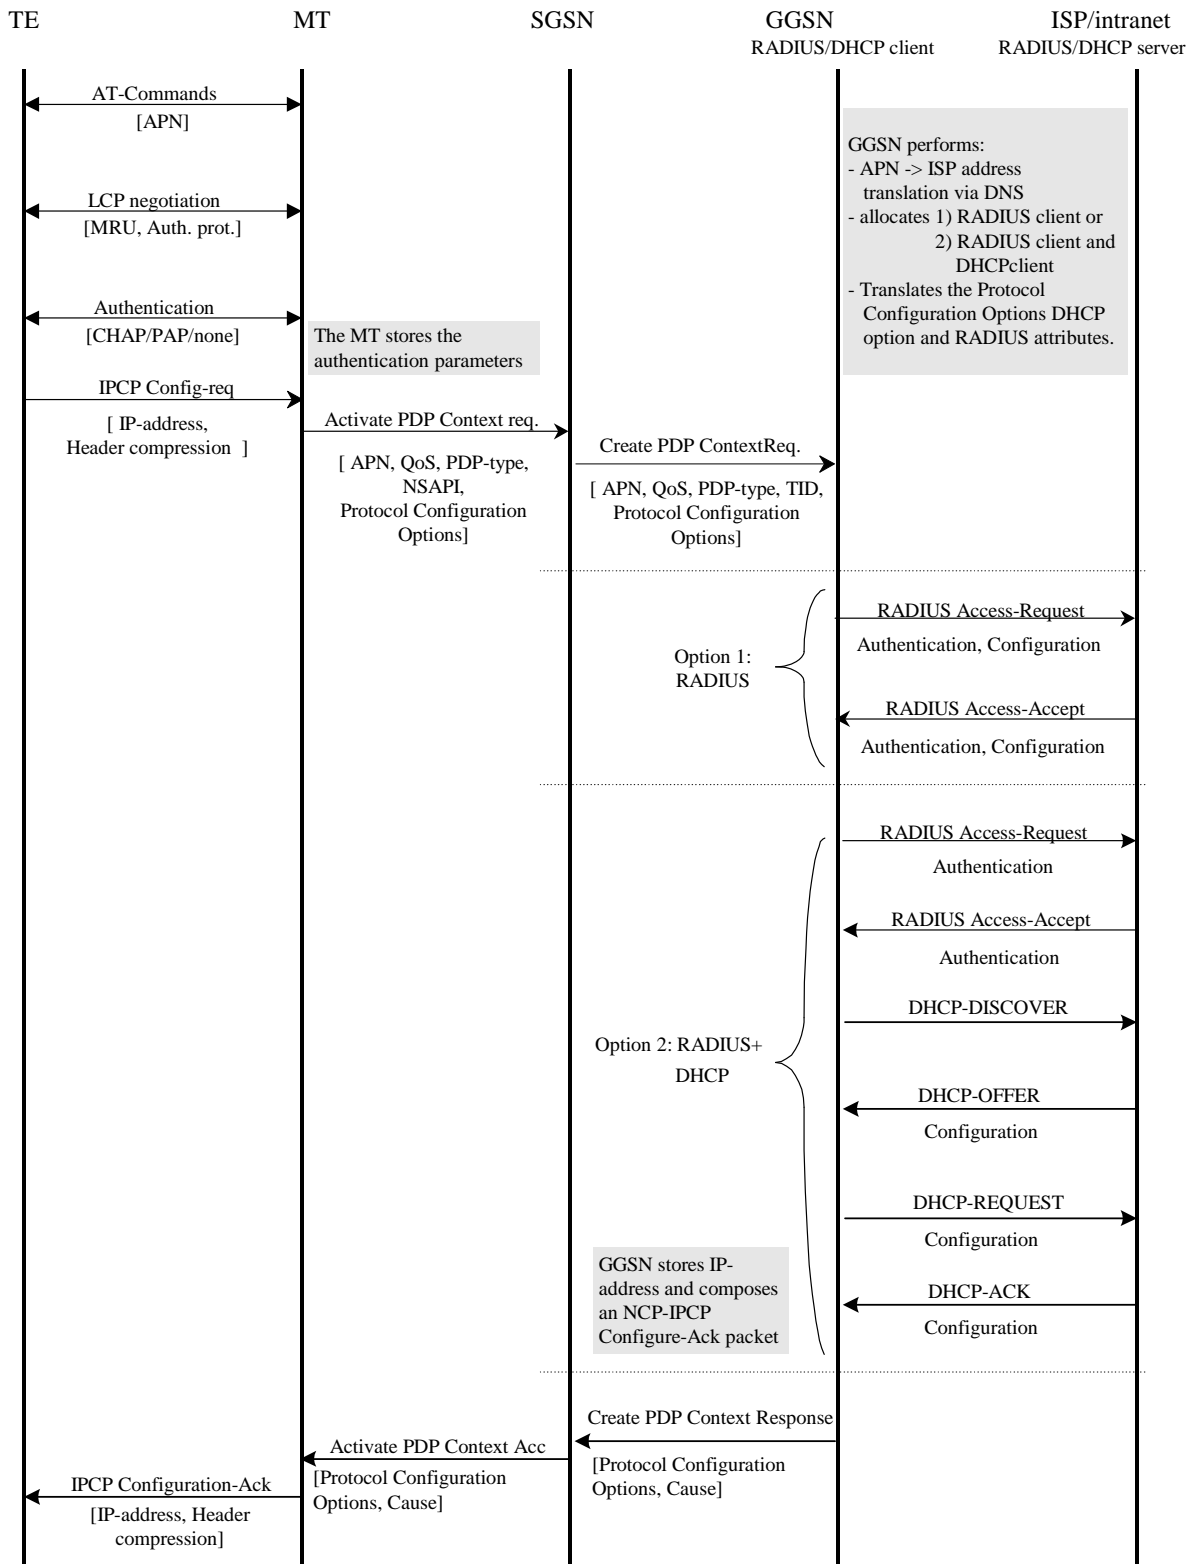 TE
MT
SGSN
GGSN
ISP/intranet
RADIUS/DHCP client
RADIUS/DHCP server
AT-Commands
[APN]
LCP negotiation
[MRU, Auth. prot.]
Authentication
[CHAP/PAP/none]
The MT stores the
authentication parameters
GGSN performs:
- APN -> ISP address
translation via DNS
- allocates 1) RADIUS client or
2) RADIUS client and
DHCPclient
- Translates the Protocol
Configuration Options DHCP
option and RADIUS attributes.
IPCP Config-req
[ IP-address,
Header compression ]
Activate PDP Context req.
[ APN, QoS, PDP-type,
NSAPI,
Protocol Configuration
Options]
Create PDP ContextReq.
[ APN, QoS, PDP-type, TID,
Protocol Configuration
Options]
Option 1:
RADIUS
RADIUS Access-Request
Authentication, Configuration
RADIUS Access-Accept
Authentication, Configuration
RADIUS Access-Request
Authentication
RADIUS Access-Accept
Authentication
DHCP-DISCOVER
Option 2: RADIUS+
DHCP
DHCP-OFFER
Configuration
DHCP-REQUEST
Configuration
GGSN stores IP-
address and composes
an NCP-IPCP
Configure-Ack packet
DHCP-ACK
Configuration
Create PDP Context Response
[Protocol Configuration
Options, Cause]
Activate PDP Context Acc
[Protocol Configuration
Options, Cause]
IPCP Configuration-Ack
[IP-address, Header
compression]